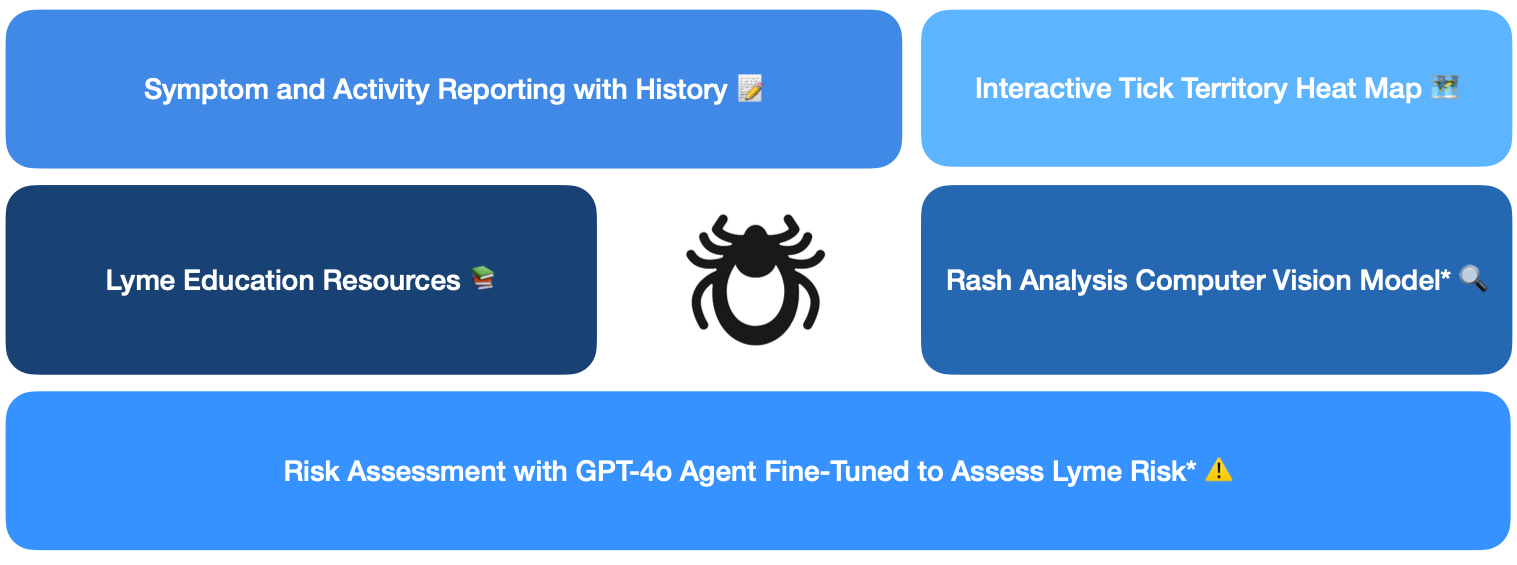 Symptom and Activity Reporting with History 📝
Interactive Tick Territory Heat Map 🗺️
Lyme Education Resources 📚
Rash Analysis Computer Vision Model* 🔍
Risk Assessment with GPT-4o Agent Fine-Tuned to Assess Lyme Risk* ⚠️